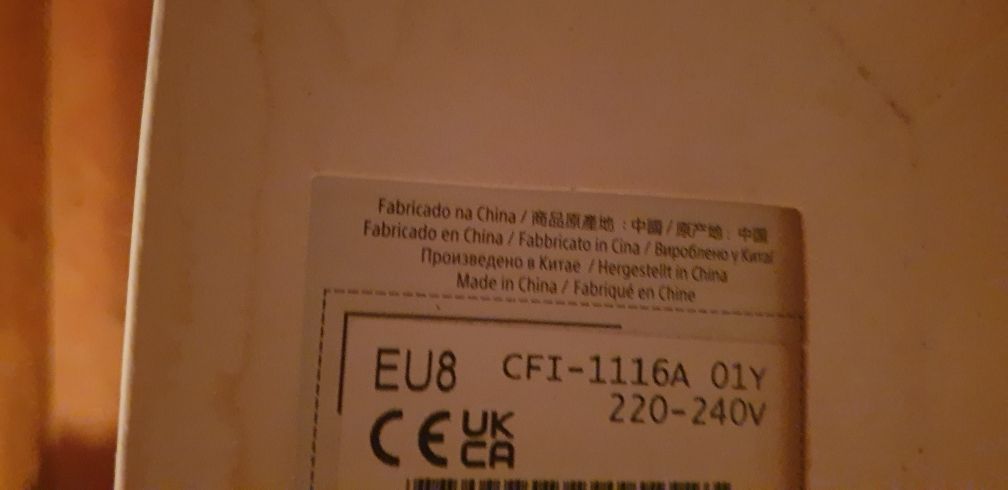 Fabricado na China / 商品原產地 : 中國 / 原产地 : 中国
Fabricado en China / Fabbricato in Cina / Вироблено у Китаї
Произведено в Китае / Hergestellt in China
Made in China / Fabriqué en Chine
EU8 CFI-1116A 01Y
220-240V
CE UK
CA